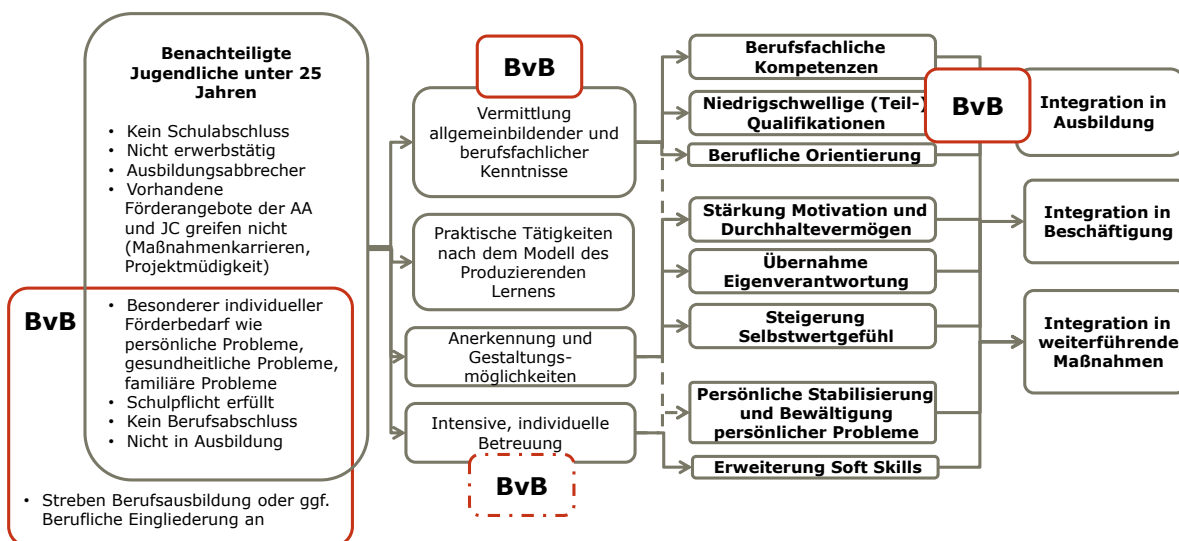 Benachteiligte
Jugendliche unter 25
Jahren
• Kein Schulabschluss
• Nicht erwerbstätig
• Ausbildungsabbrecher
• Vorhandene
Förderangebote der AA
und JC greifen nicht
(Maßnahmenkarrieren,
Projektmüdigkeit)
BvB
• Besonderer individueller
Förderbedarf wie
persönliche Probleme,
gesundheitliche Probleme,
familiäre Probleme
• Schulpflicht erfüllt
• Kein Berufsabschluss
• Nicht in Ausbildung
• Streben Berufsausbildung oder ggf.
Berufliche Eingliederung an
BvB
Vermittlung
allgemeinbildender und
berufsfachlicher
Kenntnisse
Praktische Tätigkeiten
nach dem Modell des
Produzierenden
Lernens
Anerkennung und
Gestaltungs-
möglichkeiten
Intensive, individuelle
Betreuung
BvB
Berufsfachliche
Kompetenzen
Niedrigschwellige (Teil-)
Qualifikationen
Berufliche Orientierung
Stärkung Motivation und
Durchhaltevermögen
Übernahme
Eigenverantwortung
Steigerung
Selbstwertgefühl
Persönliche Stabilisierung
und Bewältigung
persönlicher Probleme
Erweiterung Soft Skills
BvB
Integration in
Ausbildung
Integration in
Beschäftigung
Integration in
weiterführende
Maßnahmen